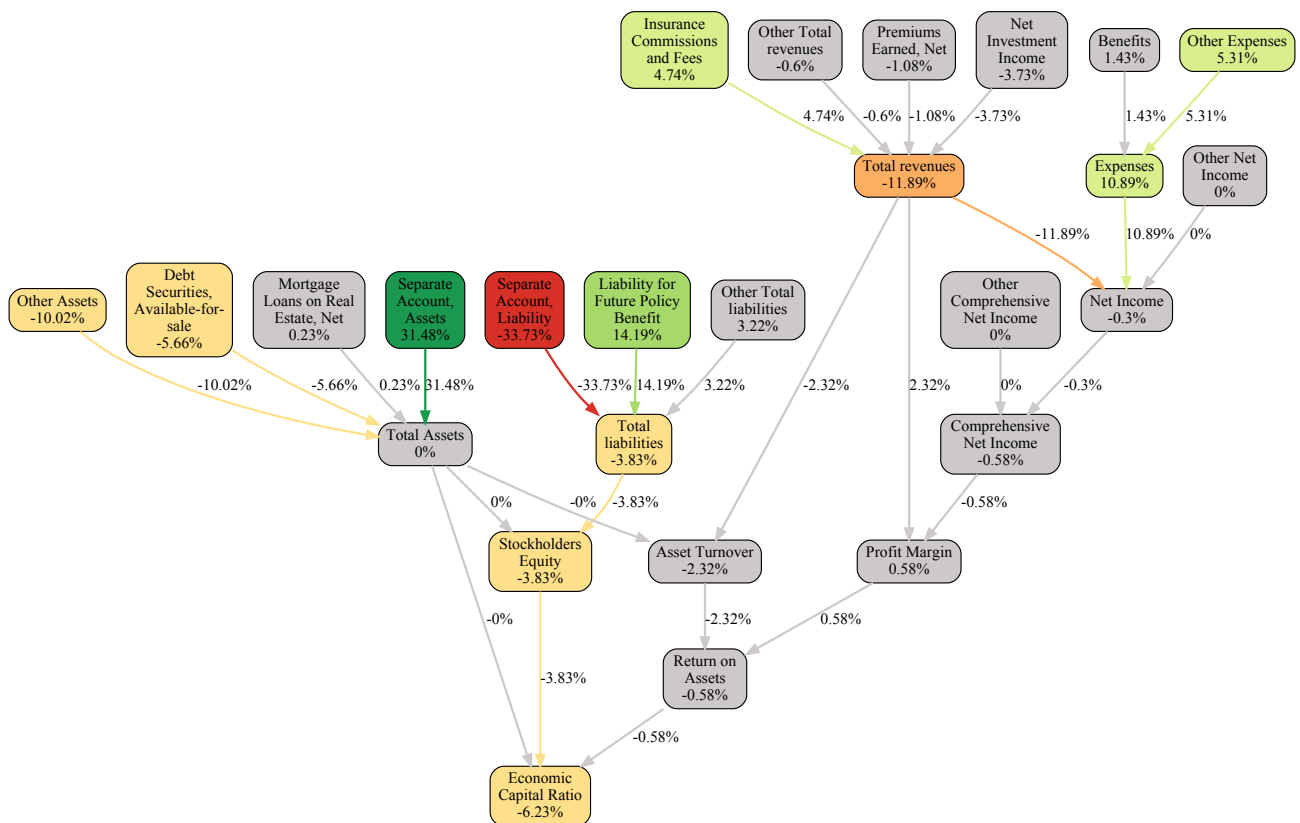 Insurance
Commissions
and Fees
4.74%
Other Total
revenues
-0.6%
Premiums
Earned, Net
-1.08%
Net
Investment
Income
-3.73%
Benefits
1.43%
Other Expenses
5.31%
4.74%
-0.6%
-1.08%
-3.73%
1.43%
5.31%
Total revenues
-11.89%
Expenses
10.89%
Other Net
Income
0%
-11.89%
10.89%
0%
Other Assets
-10.02%
Debt
Securities,
Available-for-
sale
-5.66%
Mortgage
Loans on Real
Estate, Net
0.23%
Separate
Account,
Assets
31.48%
Separate
Account,
Liability
-33.73%
Liability for
Future Policy
Benefit
14.19%
Other Total
liabilities
3.22%
Other
Comprehensive
Net Income
0%
Net Income
-0.3%
-10.02%
-5.66%
0.23%
31.48%
-33.73%
14.19%
3.22%
-2.32%
2.32%
0%
-0.3%
Total Assets
0%
Total
liabilities
-3.83%
Comprehensive
Net Income
-0.58%
0%
-0%
-3.83%
-0.58%
Stockholders
Equity
-3.83%
Asset Turnover
-2.32%
Profit Margin
0.58%
-0%
-2.32%
0.58%
-3.83%
Return on
Assets
-0.58%
-0.58%
Economic
Capital Ratio
-6.23%